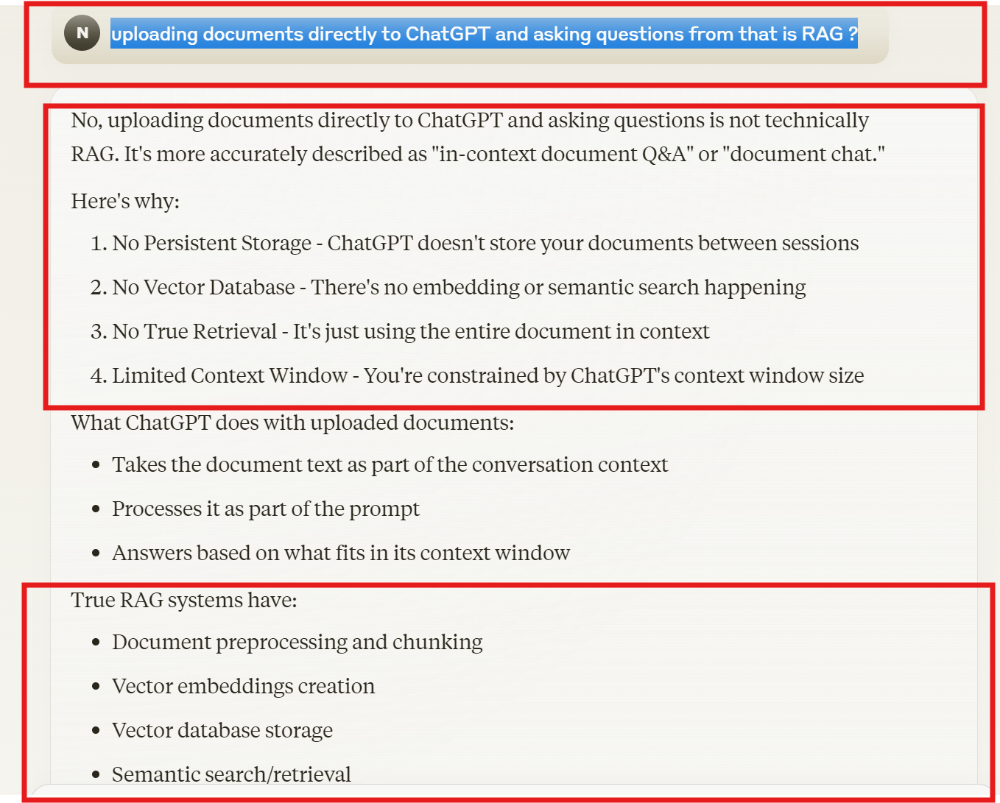 N
uploading documents directly to ChatGPT and asking questions from that is RAG ?
No, uploading documents directly to ChatGPT and asking questions is not technically
RAG. It's more accurately described as "in-context document Q&A" or "document chat."
Here's why:
1. No Persistent Storage - ChatGPT doesn't store your documents between sessions
2. No Vector Database - There's no embedding or semantic search happening
3. No True Retrieval - It's just using the entire document in context
4. Limited Context Window - You're constrained by ChatGPT's context window size
What ChatGPT does with uploaded documents:
• Takes the document text as part of the conversation context
• Processes it as part of the prompt
• Answers based on what fits in its context window
True RAG systems have:
• Document preprocessing and chunking
• Vector embeddings creation
• Vector database storage
• Semantic search/retrieval